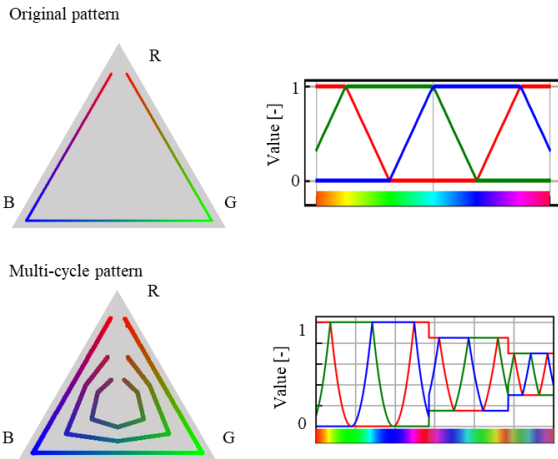 Original pattern
R
B
G
Value [-]
1
0
Multi-cycle pattern
R
B
G
Value [-]
1
0